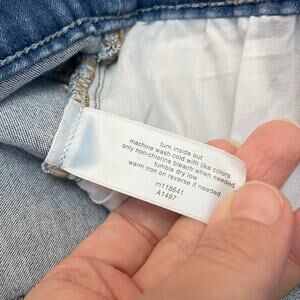 turn inside out
machine wash cold with like colors
only non-chlorine bleach when needed
tumble dry low
warm iron on reverse if needed
m118641
A1497